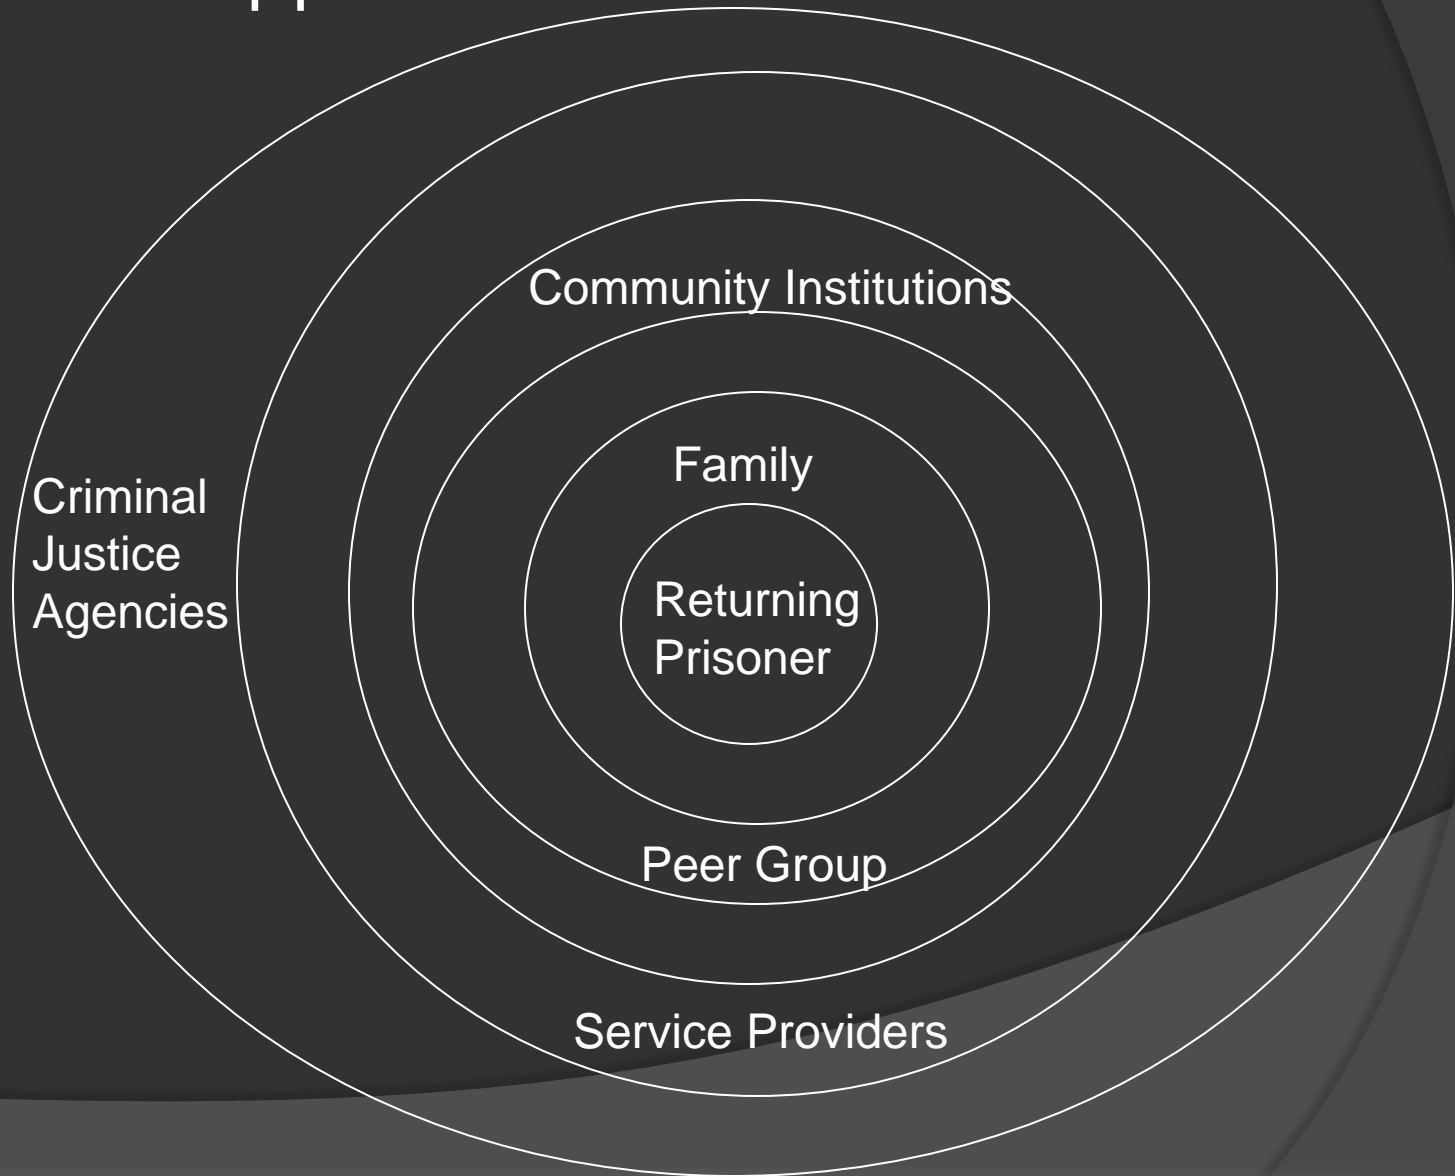 Community Institutions
Family
Criminal
Justice
Agencies
Returning
Prisoner
Peer Group
Service Providers